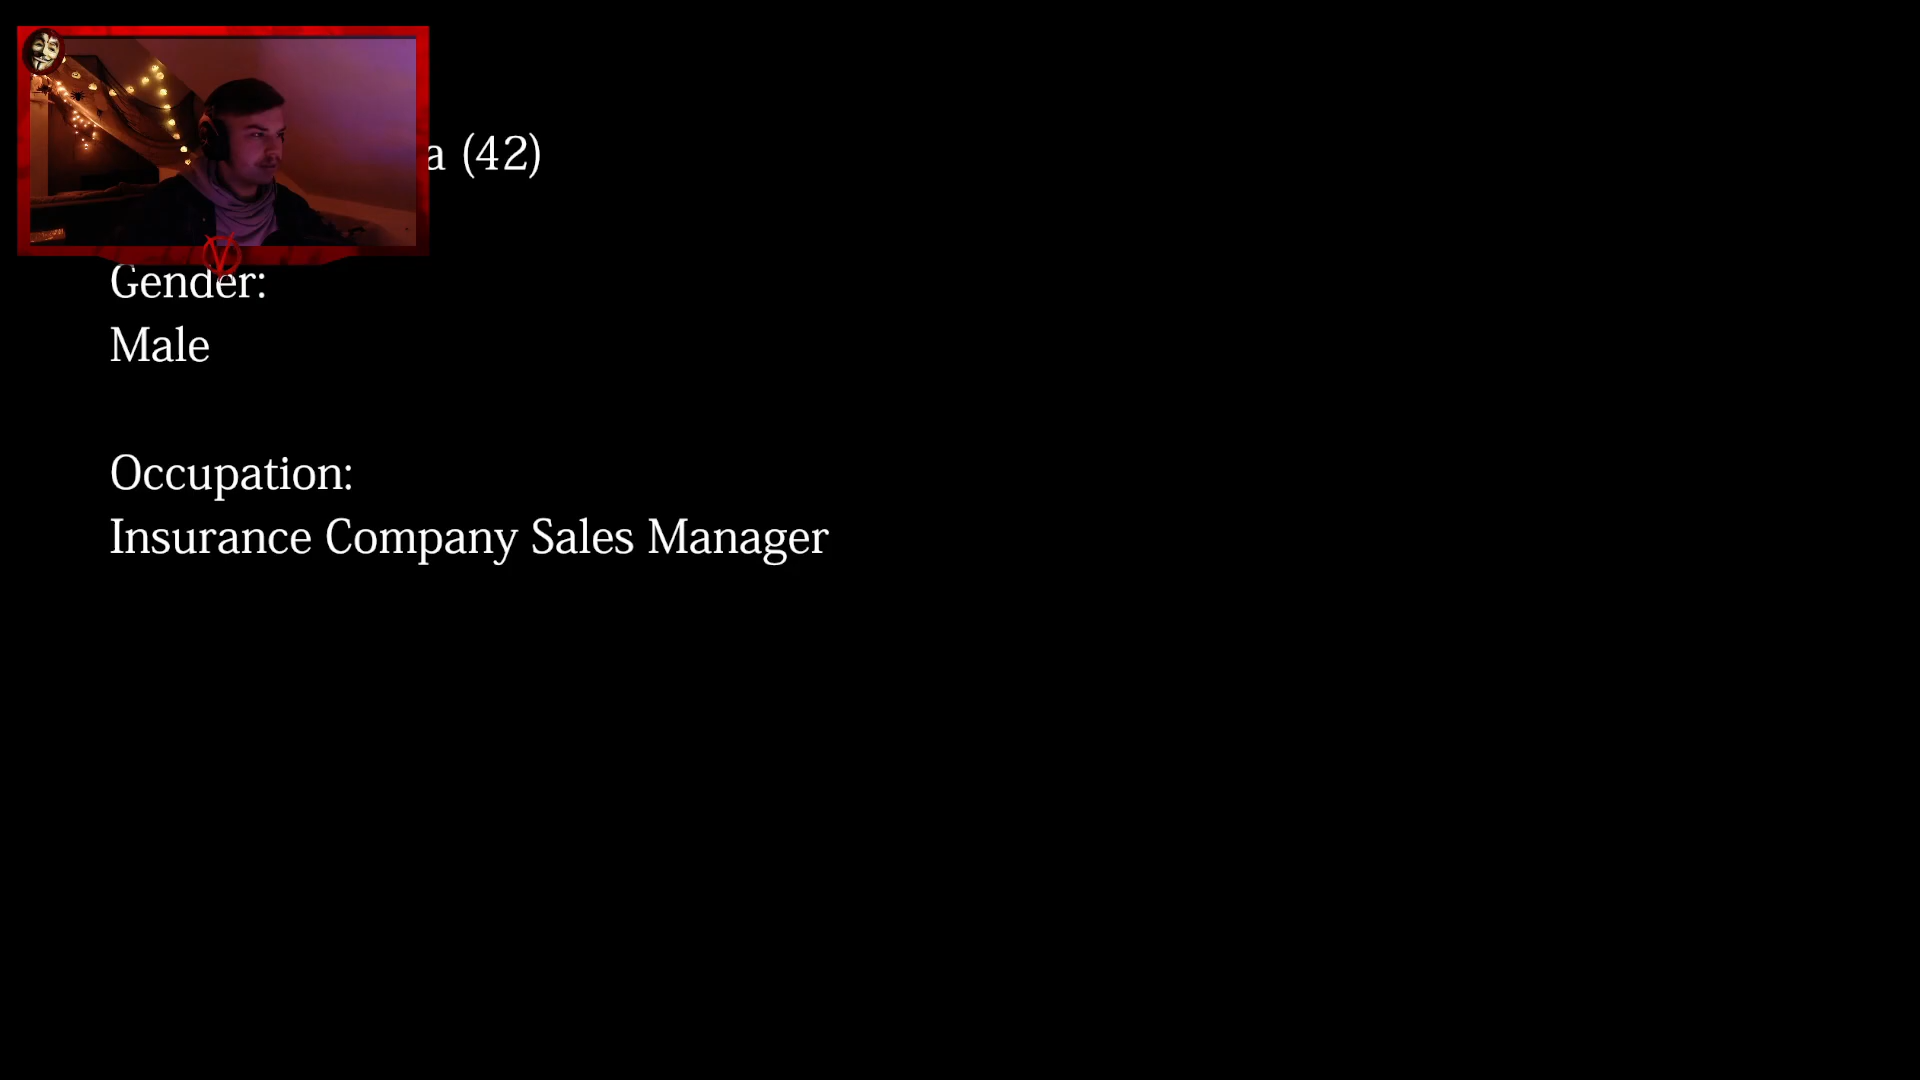 (42)
Gender:
Male
Occupation:
Insurance Company Sales Manager